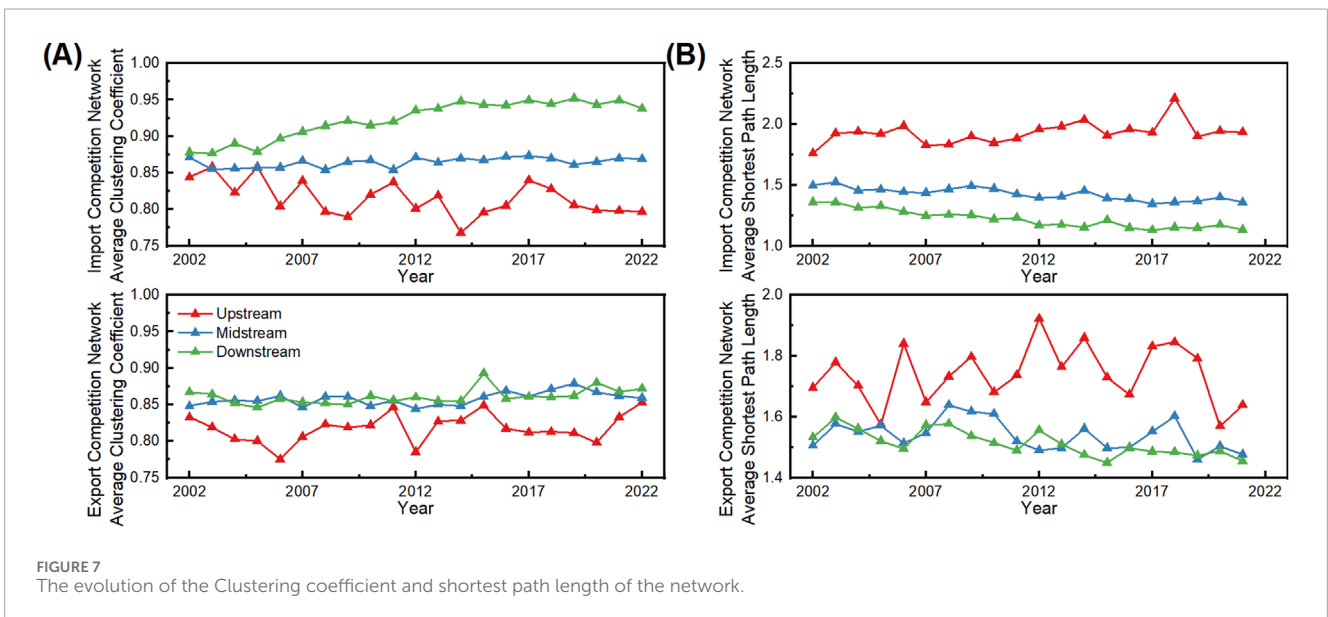 (A)
Import Competition Network
Average Clustering Coefficient
1.00
0.95
0.90
0.85
0.80
0.75
2002
2007
2012
2017
2022
Year
(B)
Import Competition Network
Average Shortest Path Length
2.5
2.0
1.5
1.0
2002
2007
2012
2017
2022
Year
Export Competition Network
Average Clustering Coefficient
1.00
0.95
0.90
0.85
0.80
0.75
Upstream
Midstream
Downstream
2002
2007
2012
2017
2022
Year
Export Competition Network
Average Shortest Path Length
2.0
1.8
1.6
1.4
2002
2007
2012
2017
2022
Year
FIGURE 7
The evolution of the Clustering coefficient and shortest path length of the network.